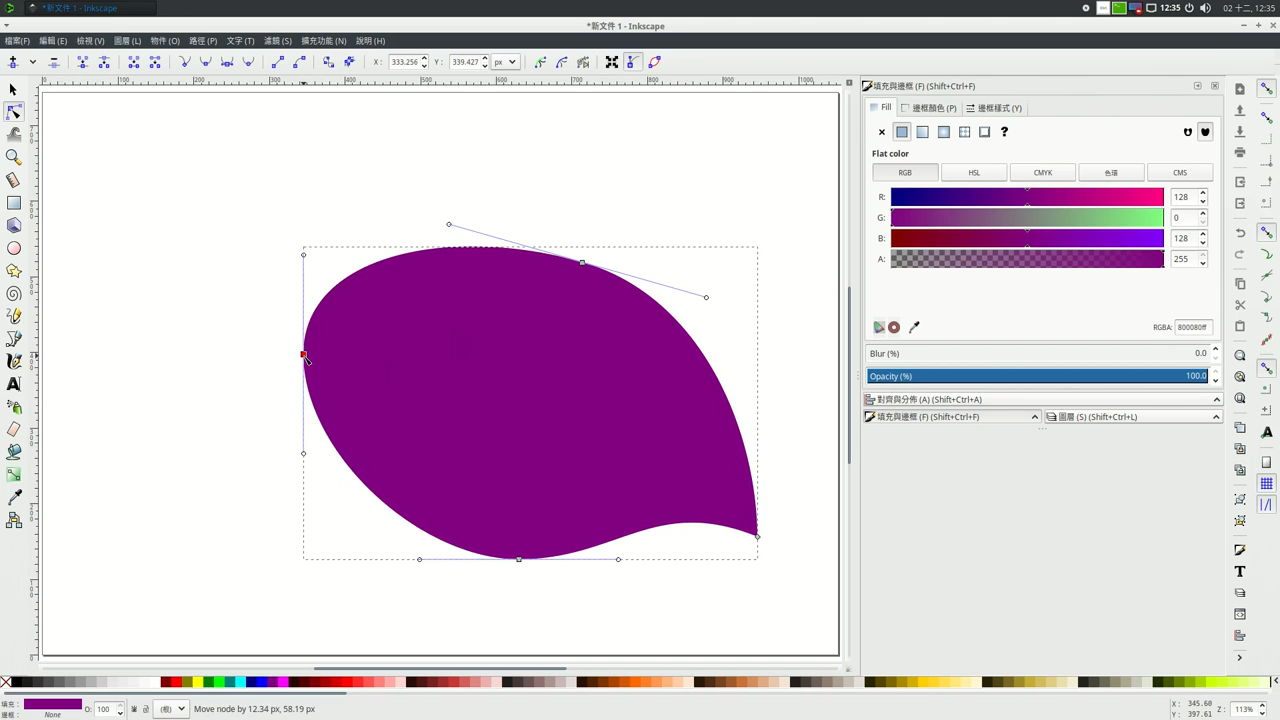 *新文件 1 - Inkscape
12:35
02 十二, 12:35
*新文件 1 - Inkscape
檔案(F) 編輯(E) 檢視(V) 圖層(L) 物件(O) 路徑(P) 文字(T) 濾鏡(S) 擴充功能(N) 說明(H)
X: 333.256 Y: 339.427 px
填充與邊框 (F) (Shift+Ctrl+F)
Fill 邊框顏色 (P) 邊框樣式 (Y)
Flat color
RGB HSL CMYK 色環 CMS
R: 128
G: 0
B: 128
A: 255
RGBA: 800080ff
Blur (%) 0.0
Opacity (%) 100.0
對齊與分佈 (A) (Shift+Ctrl+A)
填充與邊框 (F) (Shift+Ctrl+F) 圖層 (S) (Shift+Ctrl+L)
填充:
邊框: None
O: 100
(根)
Move node by 12.34 px, 58.19 px
X: 345.60
Y: 397.61
Z: 113%